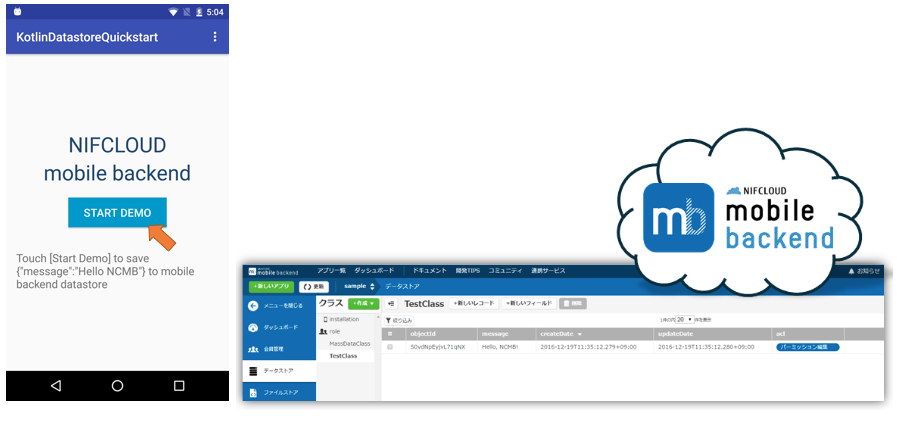 5:04
KotlinDatastoreQuickstart
NIFCLOUD
mobile backend
START DEMO
Touch [Start Demo] to save
{"message":"Hello NCMB"} to mobile
backend datastore
mb
NIFCLOUD
mobile
backend
mobile backend アプリ一覧 ダッシュボード ドキュメント 開発TIPS コミュニティ 連携サービス お知らせ
+新しいアプリ 更新 sample データストア
メニューを閉じる クラス +作成 TestClass +新しいレコード +新しいフィールド 削除
installation 絞り込み 20 件を表示
ダッシュボード role objectId message createDate updateDate acl
会員管理 MassDataClass Hello, NCMB! 2016-12-19T11:35:12.279+09:00 2016-12-19T11:35:12.280+09:00 パーミッション編集
TestClass
データストア
ファイルストア